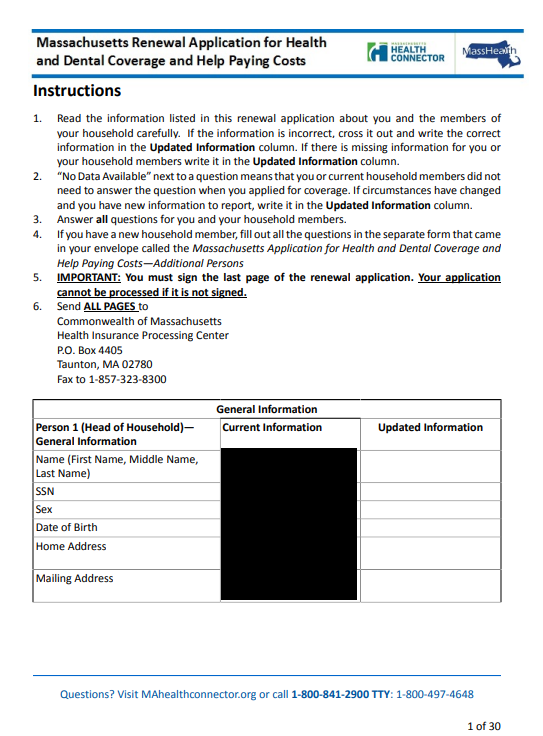 Massachusetts Renewal Application for Health
and Dental Coverage and Help Paying Costs
MASSACHUSETTS
HEALTH
CONNECTOR
MassHealth
Instructions
1. Read the information listed in this renewal application about you and the members of
your household carefully. If the information is incorrect, cross it out and write the correct
information in the Updated Information column. If there is missing information for you or
your household members write it in the Updated Information column.
2. “No Data Available” next to a question means that you or current household members did not
need to answer the question when you applied for coverage. If circumstances have changed
and you have new information to report, write it in the Updated Information column.
3. Answer all questions for you and your household members.
4. If you have a new household member, fill out all the questions in the separate form that came
in your envelope called the Massachusetts Application for Health and Dental Coverage and
Help Paying Costs—Additional Persons
5. IMPORTANT: You must sign the last page of the renewal application. Your application
cannot be processed if it is not signed.
6. Send ALL PAGES to
Commonwealth of Massachusetts
Health Insurance Processing Center
P.O. Box 4405
Taunton, MA 02780
Fax to 1-857-323-8300
General Information
Person 1 (Head of Household)—
General Information
Current Information
Updated Information
Name (First Name, Middle Name,
Last Name)
SSN
Sex
Date of Birth
Home Address
Mailing Address
Questions? Visit MAhealthconnector.org or call 1-800-841-2900 TTY: 1-800-497-4648
1 of 30